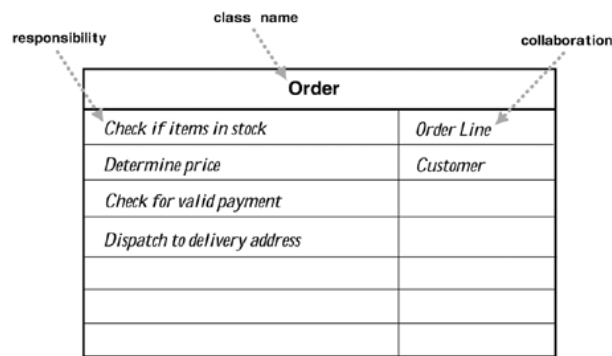 class name
responsibility
collaboration
Order
Check if items in stock
Order Line
Determine price
Customer
Check for valid payment
Dispatch to delivery address